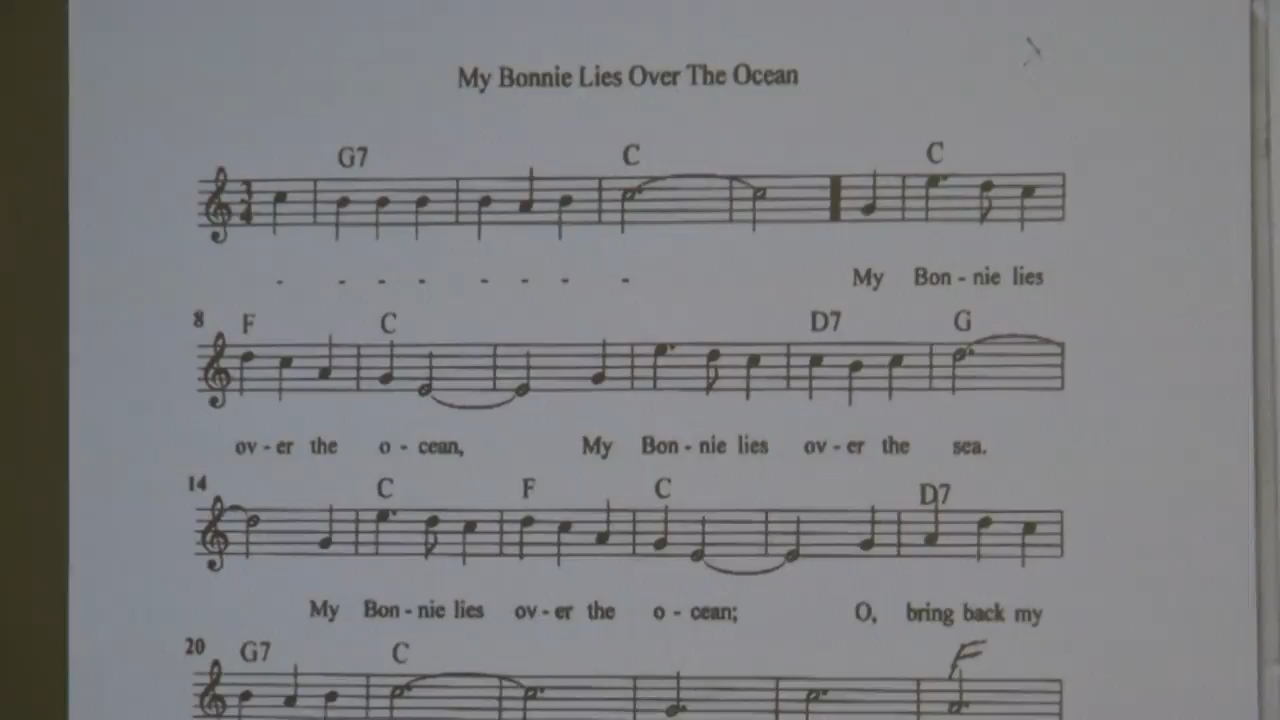 My Bonnie Lies Over The Ocean
G7 C C
3
4
- - - - - - - - My Bon - nie lies
8 F C D7 G
ov - er the o - cean, My Bon - nie lies ov - er the sea.
14 C F C D7
My Bon - nie lies ov - er the o - cean; O, bring back my
20 G7 C F